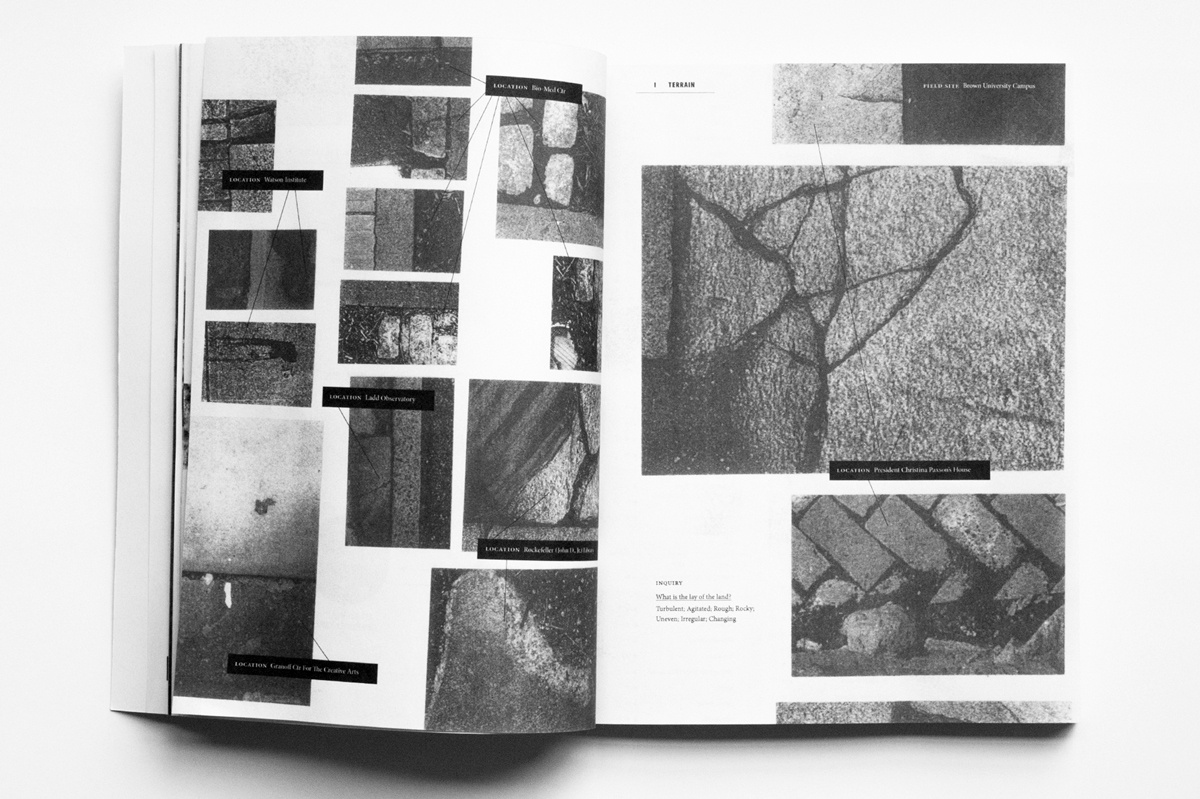 LOCATION Bio-Med Ctr
LOCATION Watson Institute
LOCATION Ladd Observatory
LOCATION Rockefeller (John D., Jr.) Library
LOCATION Granoff Ctr For The Creative Arts
I TERRAIN
FIELD SITE Brown University Campus
LOCATION President Christina Paxson's House
INQUIRY
What is the lay of the land?
Turbulent; Agitated; Rough; Rocky;
Uneven; Irregular; Changing